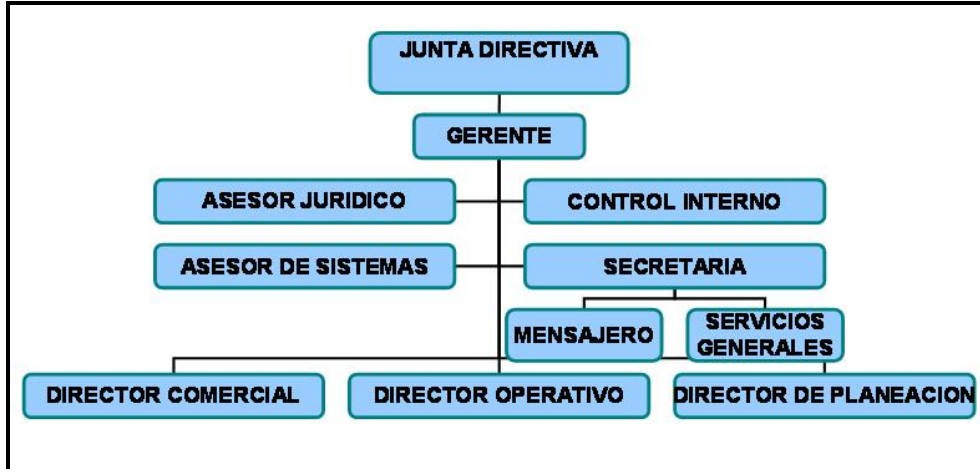 JUNTA DIRECTIVA
GERENTE
ASESOR JURIDICO
CONTROL INTERNO
ASESOR DE SISTEMAS
SECRETARIA
MENSAJERO
SERVICIOS
GENERALES
DIRECTOR COMERCIAL
DIRECTOR OPERATIVO
DIRECTOR DE PLANEACION